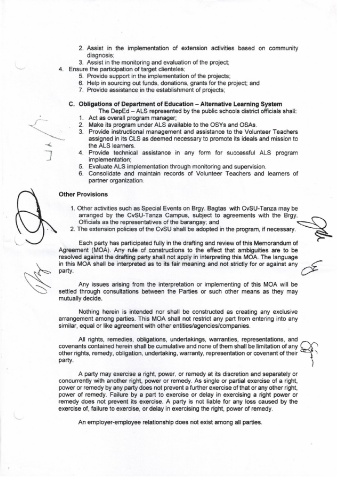 2. Assist in the implementation of extension activities based on community
diagnosis;
3. Assist in the monitoring and evaluation of the project;
4. Ensure the participation of target clienteles;
5. Provide support in the implementation of the projects;
6. Help in sourcing out funds, donations, grants for the project; and
7. Provide assistance in the establishment of projects;
C. Obligations of Department of Education – Alternative Learning System
The DepEd – ALS represented by the public schools district officials shall:
1. Act as overall program manager;
2. Make its program under ALS available to the OSYs and OSAs.
3. Provide instructional management and assistance to the Volunteer Teachers
assigned in its CLS as deemed necessary to promote its ideals and mission to
the ALS learners.
4. Provide technical assistance in any form for successful ALS program
implementation;
5. Evaluate ALS implementation through monitoring and supervision.
6. Consolidate and maintain records of Volunteer Teachers and learners of
partner organization.
Other Provisions
1. Other activities such as Special Events on Brgy. Bagtas with CvSU-Tanza may be
arranged by the CvSU-Tanza Campus, subject to agreements with the Brgy.
Officials as the representatives of the barangay; and
2. The extension policies of the CvSU shall be adopted in the program, if necessary.
Each party has participated fully in the drafting and review of this Memorandum of
Agreement (MOA). Any rule of constructions to the effect that ambiguities are to be
resolved against the drafting party shall not apply in interpreting this MOA. The language
in this MOA shall be interpreted as to its fair meaning and not strictly for or against any
party.
Any issues arising from the interpretation or implementing of this MOA will be
settled through consultations between the Parties or such other means as they may
mutually decide.
Nothing herein is intended nor shall be construed as creating any exclusive
arrangement among parties. This MOA shall not restrict any party from entering into any
similar, equal or like agreement with other entities/agencies/companies.
All rights, remedies, obligations, undertakings, warranties, representations, and
covenants contained herein shall be cumulative and none of them shall be limitation of any
other rights, remedy, obligation, undertaking, warranty, representation or covenant of their
party.
A party may exercise a right, power, or remedy at its discretion and separately or
concurrently with another right, power or remedy. As single or partial exercise of a right,
power or remedy by any party does not prevent a further exercise of that or any other right,
power of remedy. Failure by a part to exercise or delay in exercising a right power or
remedy does not prevent its exercise. A party is not liable for any loss caused by the
exercise of, failure to exercise, or delay in exercising the right, power of remedy.
An employer-employee relationship does not exist among all parties.